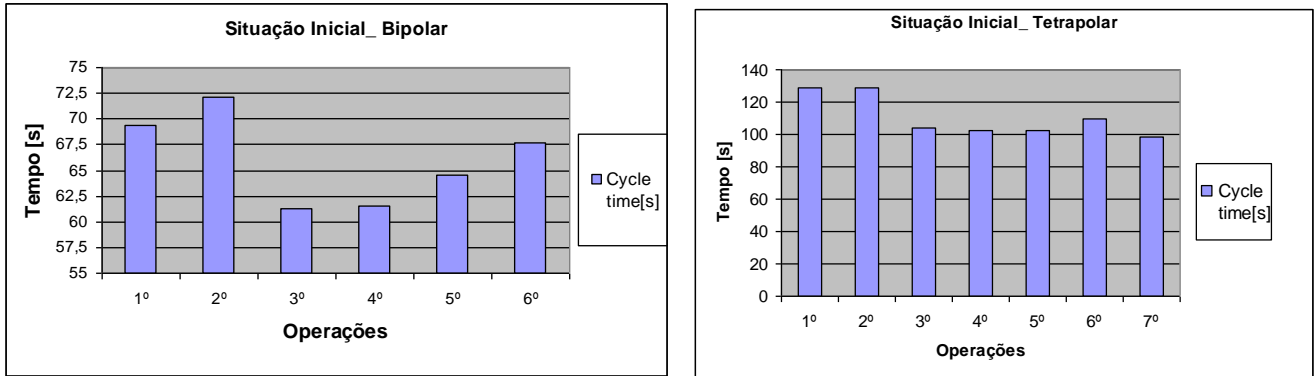 Situação Inicial_ Bipolar
Tempo [s]
75
72,5
70
67,5
65
62,5
60
57,5
55
1º 2º 3º 4º 5º 6º
Operações
Cycle
time[s]
Situação Inicial_ Tetrapolar
Tempo [s]
140
120
100
80
60
40
20
0
1º 2º 3º 4º 5º 6º 7º
Operações
Cycle
time[s]